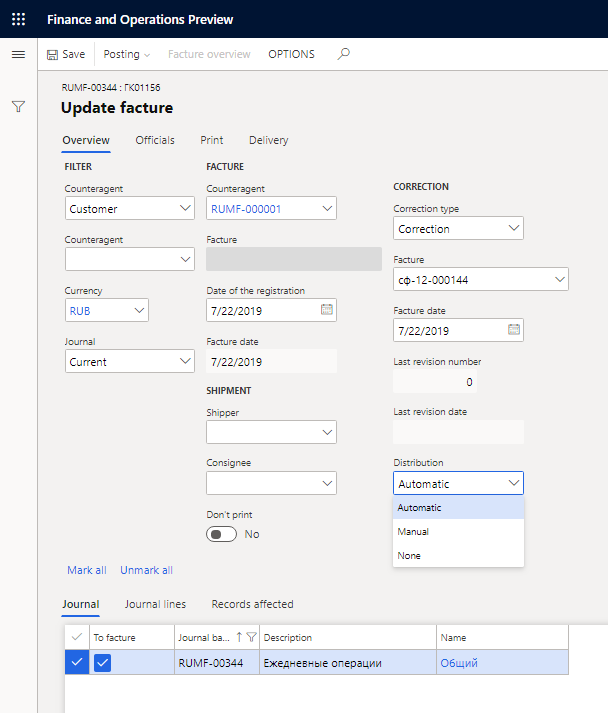 Finance and Operations Preview
Save
Posting
Facture overview
OPTIONS
RUMF-00344 : ГК01156
Update facture
Overview
Officials
Print
Delivery
FILTER
Counteragent
Customer
Counteragent
Currency
RUB
Journal
Current
FACTURE
Counteragent
RUMF-000001
Facture
Date of the registration
7/22/2019
Facture date
7/22/2019
SHIPMENT
Shipper
Consignee
Don't print
No
CORRECTION
Correction type
Correction
Facture
сф-12-000144
Facture date
7/22/2019
Last revision number
0
Last revision date
Distribution
Automatic
Automatic
Manual
None
Mark all
Unmark all
Journal
Journal lines
Records affected
To facture
Journal ba...
Description
Name
RUMF-00344
Ежедневные операции
Общий